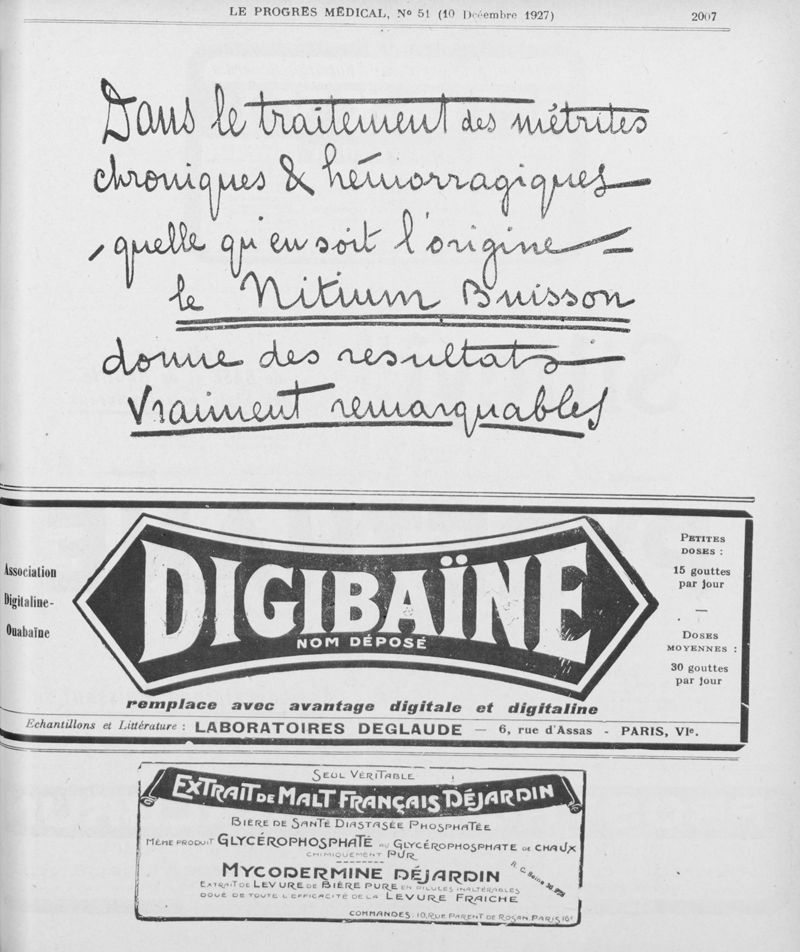 LE PROGRÈS MÉDICAL, No 51 (10 Décembre 1927)
2007
Dans le traitement des métrites
chroniques & hémorragiques
, quelle qu'en soit l'origine
le Nitium Buisson
donne des resultats
vraiment remarquables
Association
Digitaline-
Ouabaïne
DIGIBAÏNE
NOM DÉPOSÉ
PETITES
DOSES :
15 gouttes
par jour
—
DOSES
MOYENNES :
30 gouttes
par jour
remplace avec avantage digitale et digitaline
Echantillons et Littérature : LABORATOIRES DEGLAUDE — 6, rue d'Assas - PARIS, VIe.
SEUL VÉRITABLE
EXTRAIT DE MALT FRANÇAIS DÉJARDIN
BIÈRE DE SANTÉ DIASTASÉE PHOSPHATÉE
MÊME PRODUIT GLYCÉROPHOSPHATÉ AU GLYCÉROPHOSPHATE DE CHAUX
CHIMIQUEMENT PUR
MYCODERMINE DÉJARDIN
EXTRAIT DE LEVURE DE BIÈRE PURE EN PILULES INALTÉRABLES
DOUÉ DE TOUTE L'EFFICACITÉ DE LA LEVURE FRAICHE
R. C. Seine
COMMANDES, 10, RUE PARENT DE ROSAN, PARIS 16e